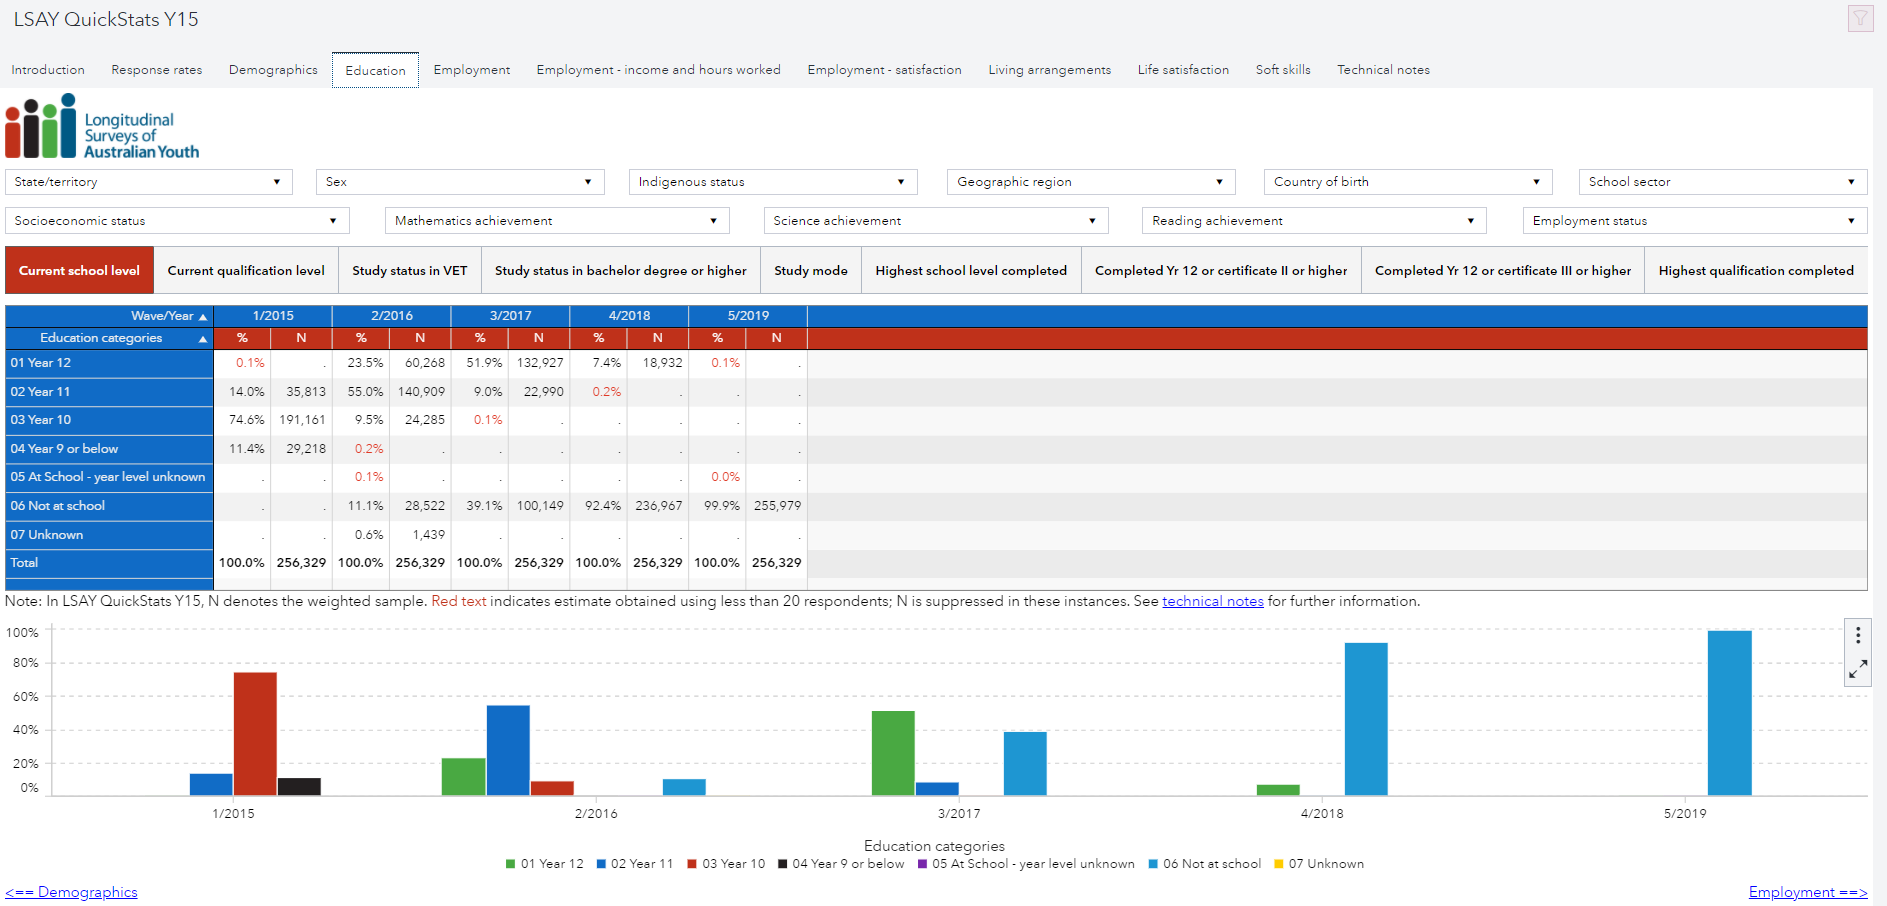 LSAY QuickStats Y15
Introduction Response rates Demographics Education Employment Employment - income and hours worked Employment - satisfaction Living arrangements Life satisfaction Soft skills Technical notes
Longitudinal
Surveys of
Australian Youth
State/territory Sex Indigenous status Geographic region Country of birth School sector
Socioeconomic status Mathematics achievement Science achievement Reading achievement Employment status
Current school level Current qualification level Study status in VET Study status in bachelor degree or higher Study mode Highest school level completed Completed Yr 12 or certificate II or higher Completed Yr 12 or certificate III or higher Highest qualification completed
Wave/Year 1/2015 2/2016 3/2017 4/2018 5/2019
Education categories % N % N % N % N % N
01 Year 12 0.1% . 23.5% 60,268 51.9% 132,927 7.4% 18,932 0.1% .
02 Year 11 14.0% 35,813 55.0% 140,909 9.0% 22,990 0.2% . . .
03 Year 10 74.6% 191,161 9.5% 24,285 0.1% . . . . .
04 Year 9 or below 11.4% 29,218 0.2% . . . . . . .
05 At School - year level unknown . . 0.1% . . . . . 0.0% .
06 Not at school . . 11.1% 28,522 39.1% 100,149 92.4% 236,967 99.9% 255,979
07 Unknown . . 0.6% 1,439 . . . . . .
Total 100.0% 256,329 100.0% 256,329 100.0% 256,329 100.0% 256,329 100.0% 256,329
Note: In LSAY QuickStats Y15, N denotes the weighted sample. Red text indicates estimate obtained using less than 20 respondents; N is suppressed in these instances. See technical notes for further information.
100%
80%
60%
40%
20%
0%
1/2015 2/2016 3/2017 4/2018 5/2019
Education categories
01 Year 12 02 Year 11 03 Year 10 04 Year 9 or below 05 At School - year level unknown 06 Not at school 07 Unknown
<== Demographics Employment ==>